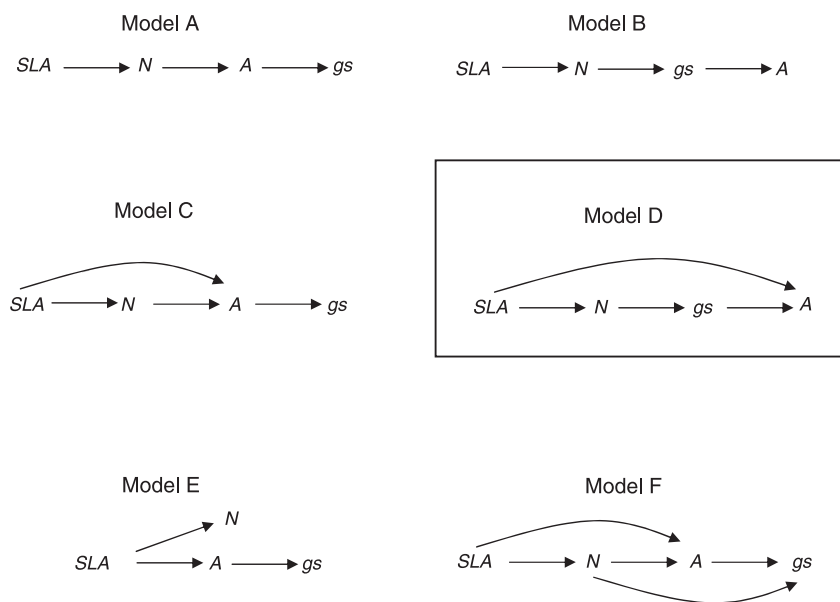 Model A
SLA N A gs
Model B
SLA N gs A
Model C
SLA N A gs
Model D
SLA N gs A
Model E
N
SLA A gs
Model F
SLA N A gs